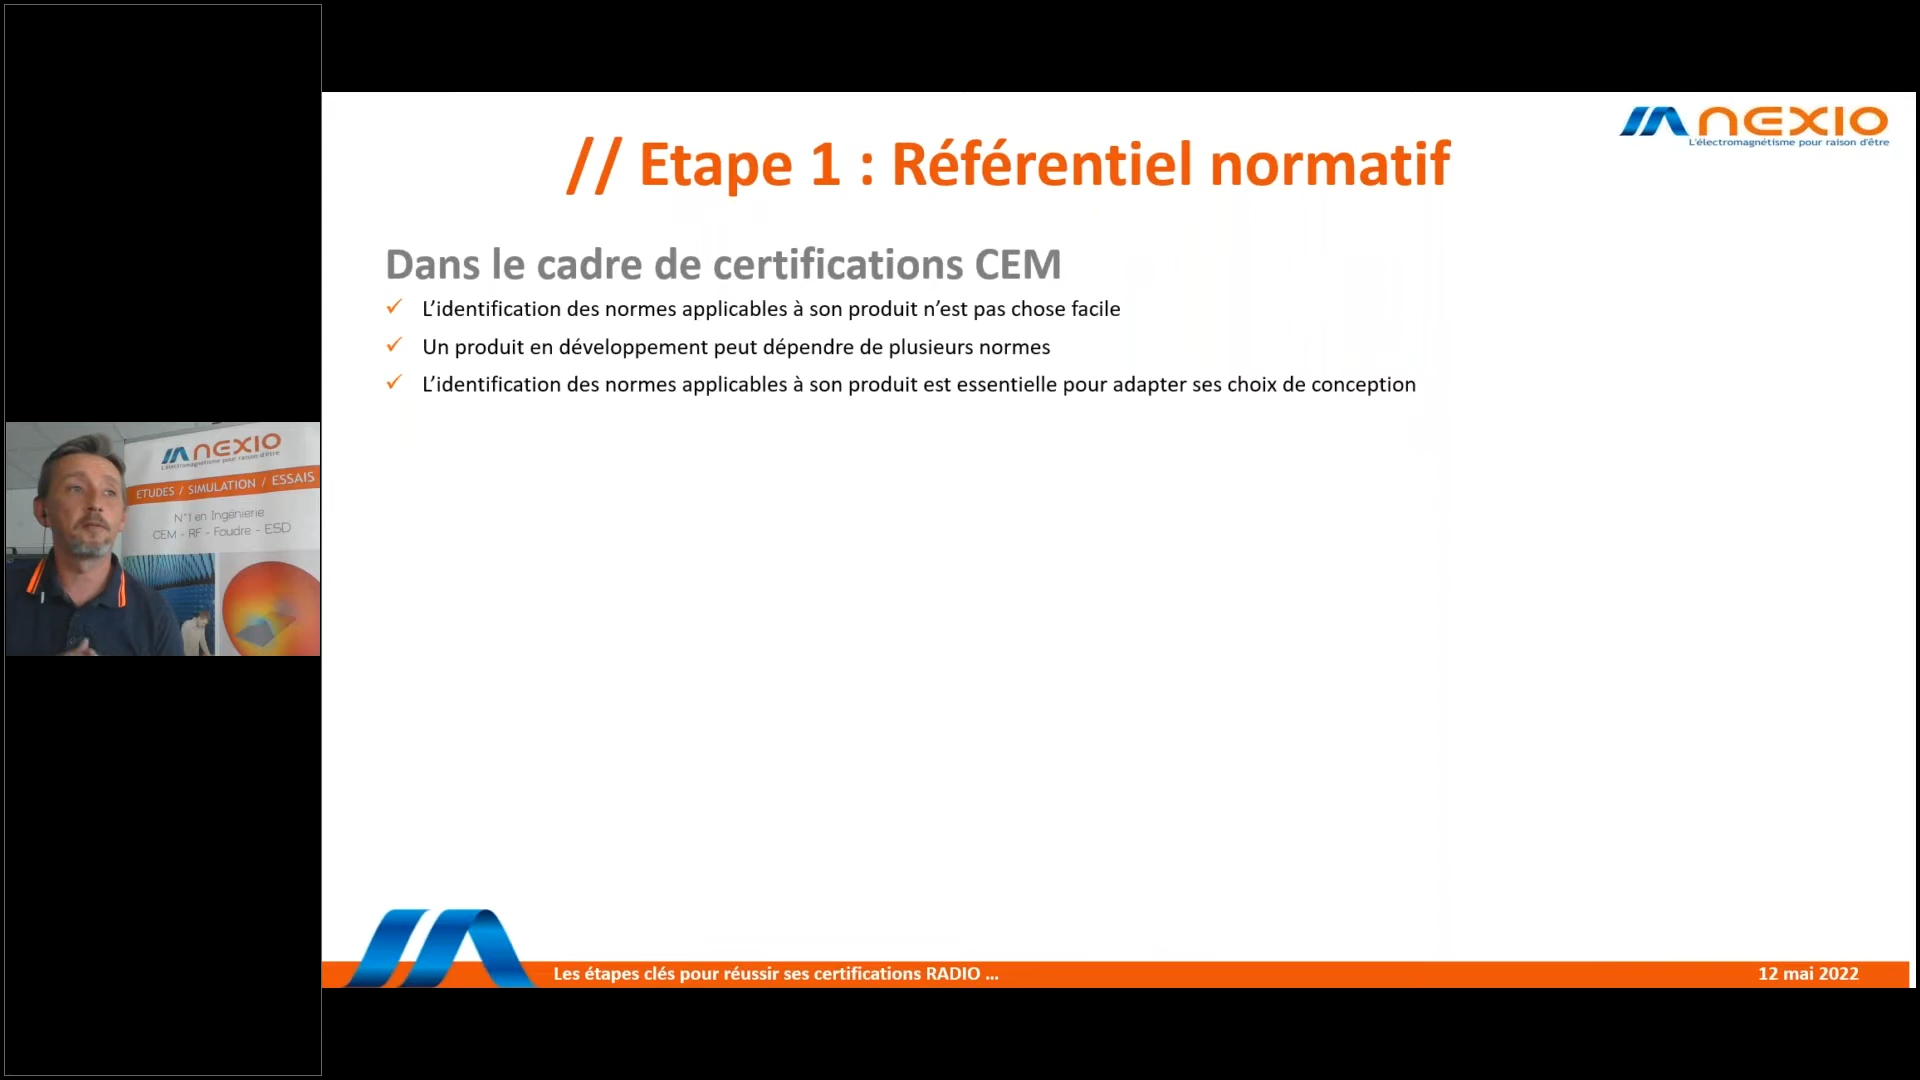 nexio
L'électromagnétisme pour raison d'être
// Etape 1 : Référentiel normatif
Dans le cadre de certifications CEM
✓ L’identification des normes applicables à son produit n’est pas chose facile
✓ Un produit en développement peut dépendre de plusieurs normes
✓ L’identification des normes applicables à son produit est essentielle pour adapter ses choix de conception
nexio
L'électromagnétisme pour raison d'être
ETUDES / SIMULATION / ESSAIS
N°1 en Ingénierie
CEM - RF - Foudre - ESD
Les étapes clés pour réussir ses certifications RADIO ...
12 mai 2022